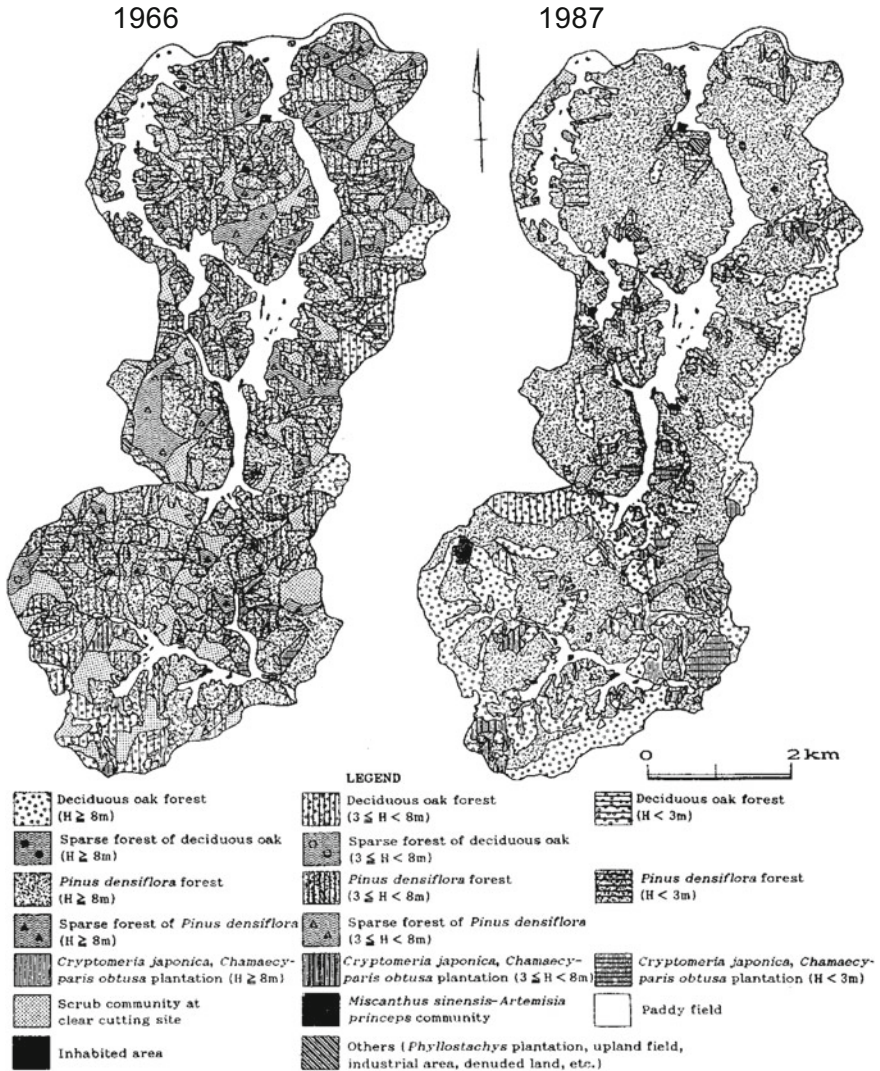 1966 1987
0 2 km
LEGEND
Deciduous oak forest
(H ≧ 8m)
Deciduous oak forest
(3 ≦ H < 8m)
Deciduous oak forest
(H < 3m)
Sparse forest of deciduous oak
(H ≧ 8m)
Sparse forest of deciduous oak
(3 ≦ H < 8m)
Pinus densiflora forest
(H ≧ 8m)
Pinus densiflora forest
(3 ≦ H < 8m)
Pinus densiflora forest
(H < 3m)
Sparse forest of Pinus densiflora
(H ≧ 8m)
Sparse forest of Pinus densiflora
(3 ≦ H < 8m)
Cryptomeria japonica, Chamaecy-
paris obtusa plantation (H ≧ 8m)
Cryptomeria japonica, Chamaecy-
paris obtusa plantation (3 ≦ H < 8m)
Cryptomeria japonica, Chamaecy-
paris obtusa plantation (H < 3m)
Scrub community at
clear cutting site
Miscanthus sinensis-Artemisia
princeps community
Paddy field
Inhabited area
Others (Phyllostachys plantation, upland field,
industrial area, denuded land, etc.)